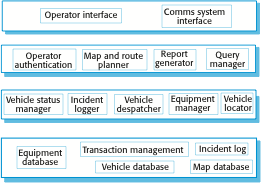 Operator interface
Comms system
interface
Operator
authentication
Map and route
planner
Report
generator
Query
manager
Vehicle status
manager
Incident
logger
Vehicle
despatcher
Equipment
manager
Vehicle
locator
Equipment
database
Transaction management
Incident log
Vehicle database
Map database